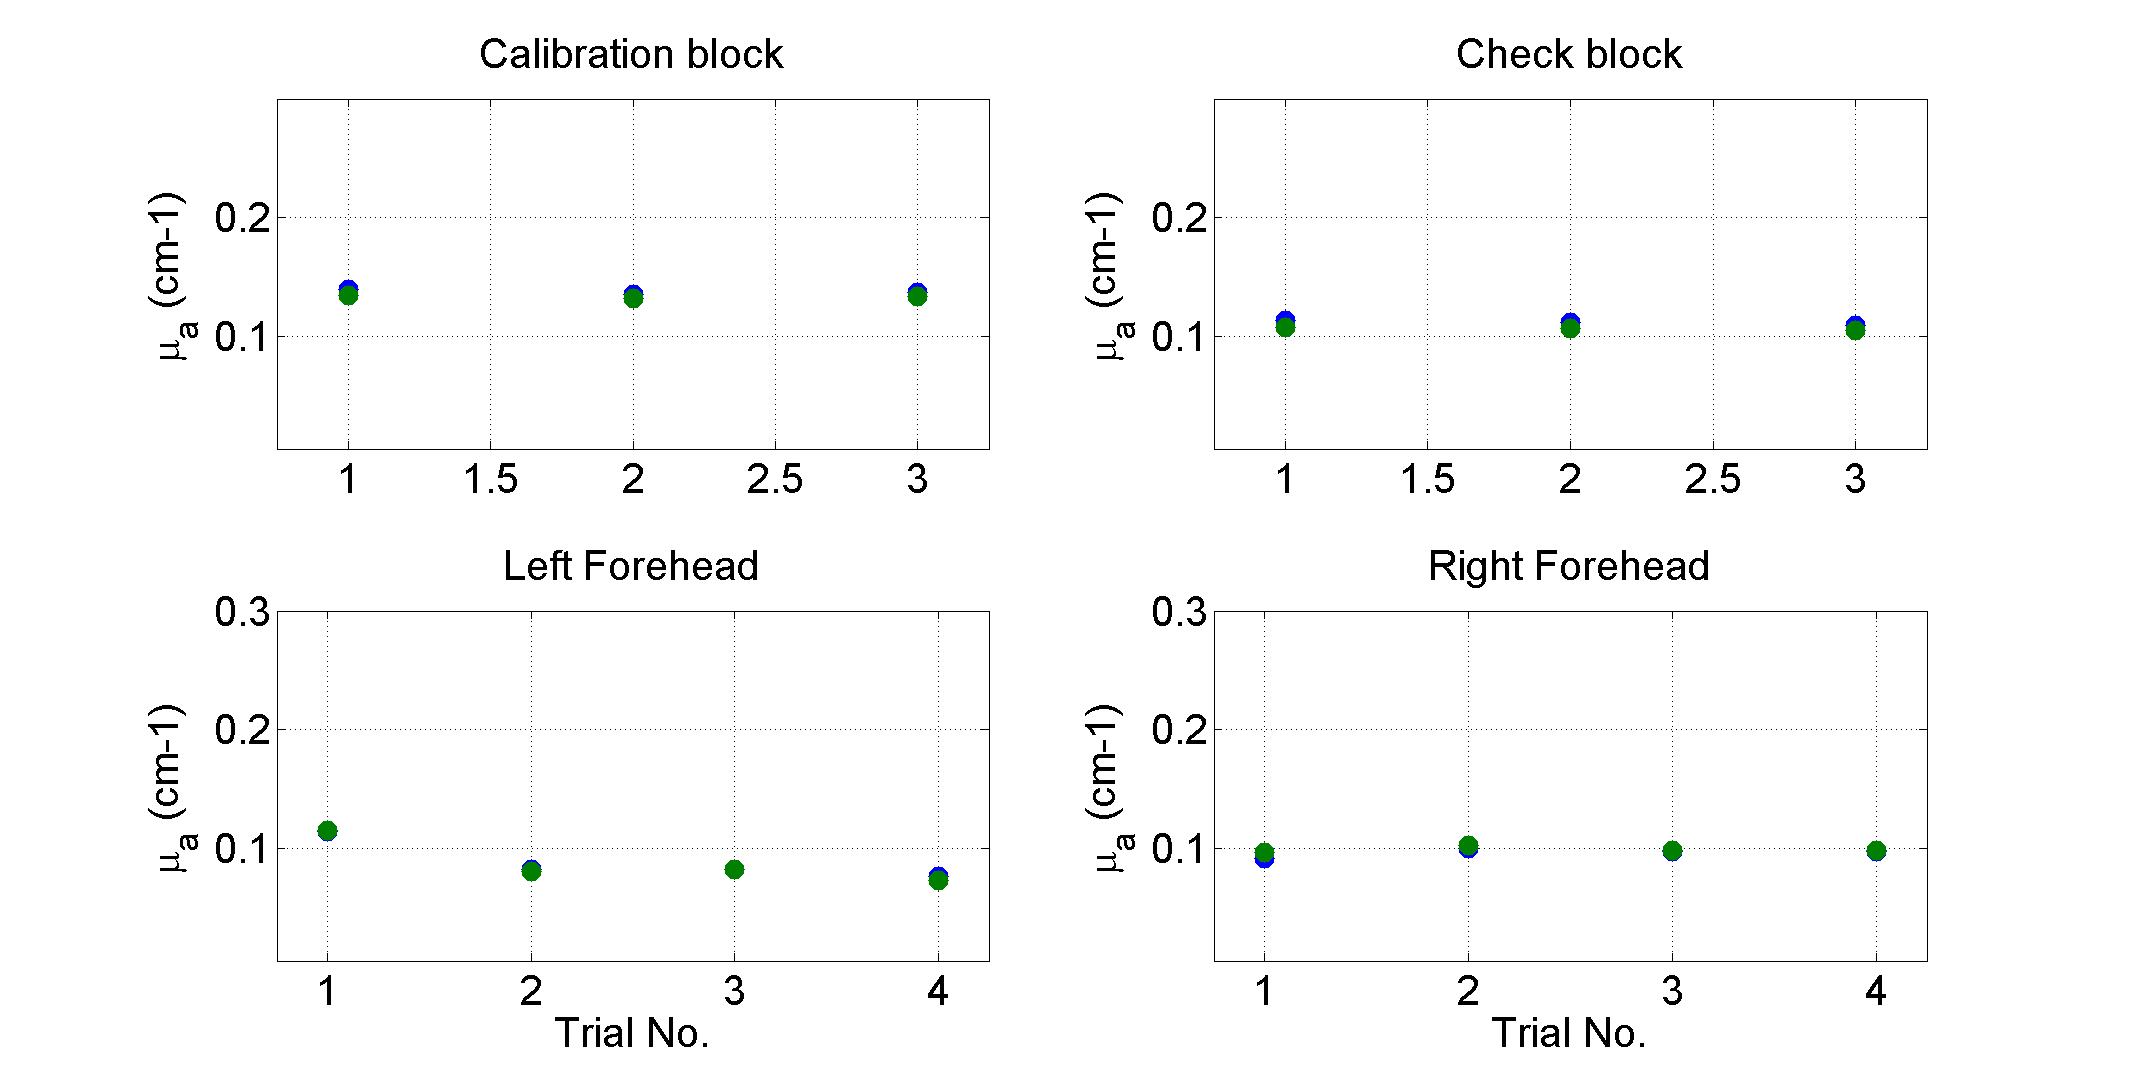 Calibration block
μa (cm-1)
0.2
0.1
1 1.5 2 2.5 3
Check block
μa (cm-1)
0.2
0.1
1 1.5 2 2.5 3
Left Forehead
μa (cm-1)
0.3
0.2
0.1
1 2 3 4
Trial No.
Right Forehead
μa (cm-1)
0.3
0.2
0.1
1 2 3 4
Trial No.